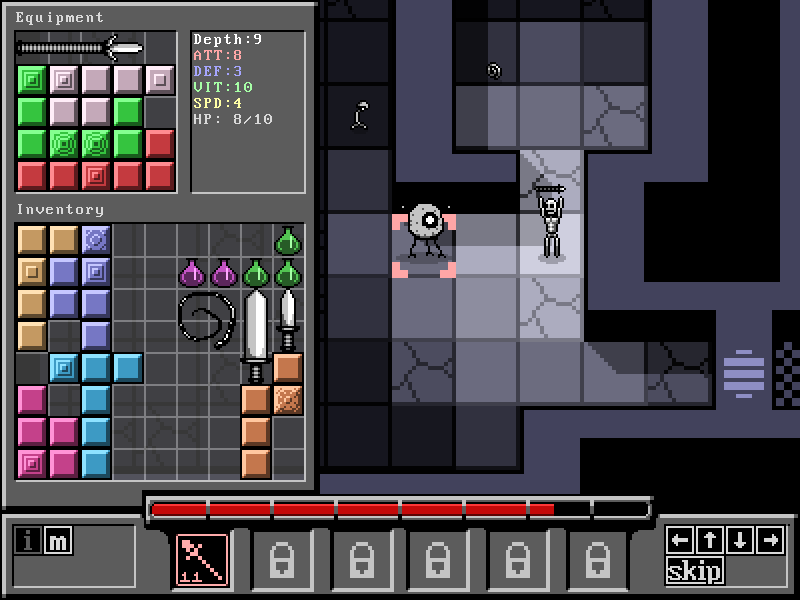 Equipment
Depth:9
ATT:8
DEF:3
VIT:10
SPD:4
HP: 8/10
Inventory
i m
11
skip